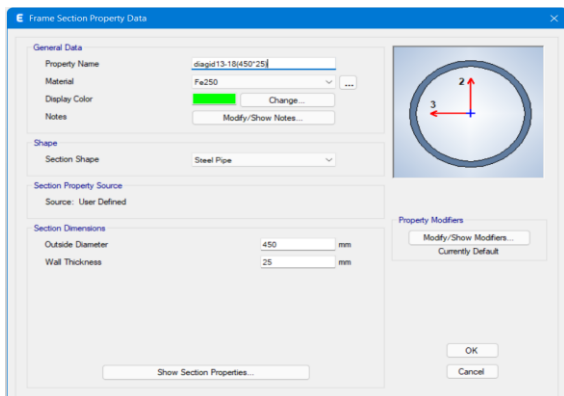 E Frame Section Property Data
General Data
Property Name diagid13-18(450*25)
Material Fe250 ...
Display Color Change...
Notes Modify/Show Notes...
Shape
Section Shape Steel Pipe
Section Property Source
Source: User Defined
Section Dimensions
Outside Diameter 450 mm
Wall Thickness 25 mm
Show Section Properties...
2
3
Property Modifiers
Modify/Show Modifiers...
Currently Default
OK
Cancel